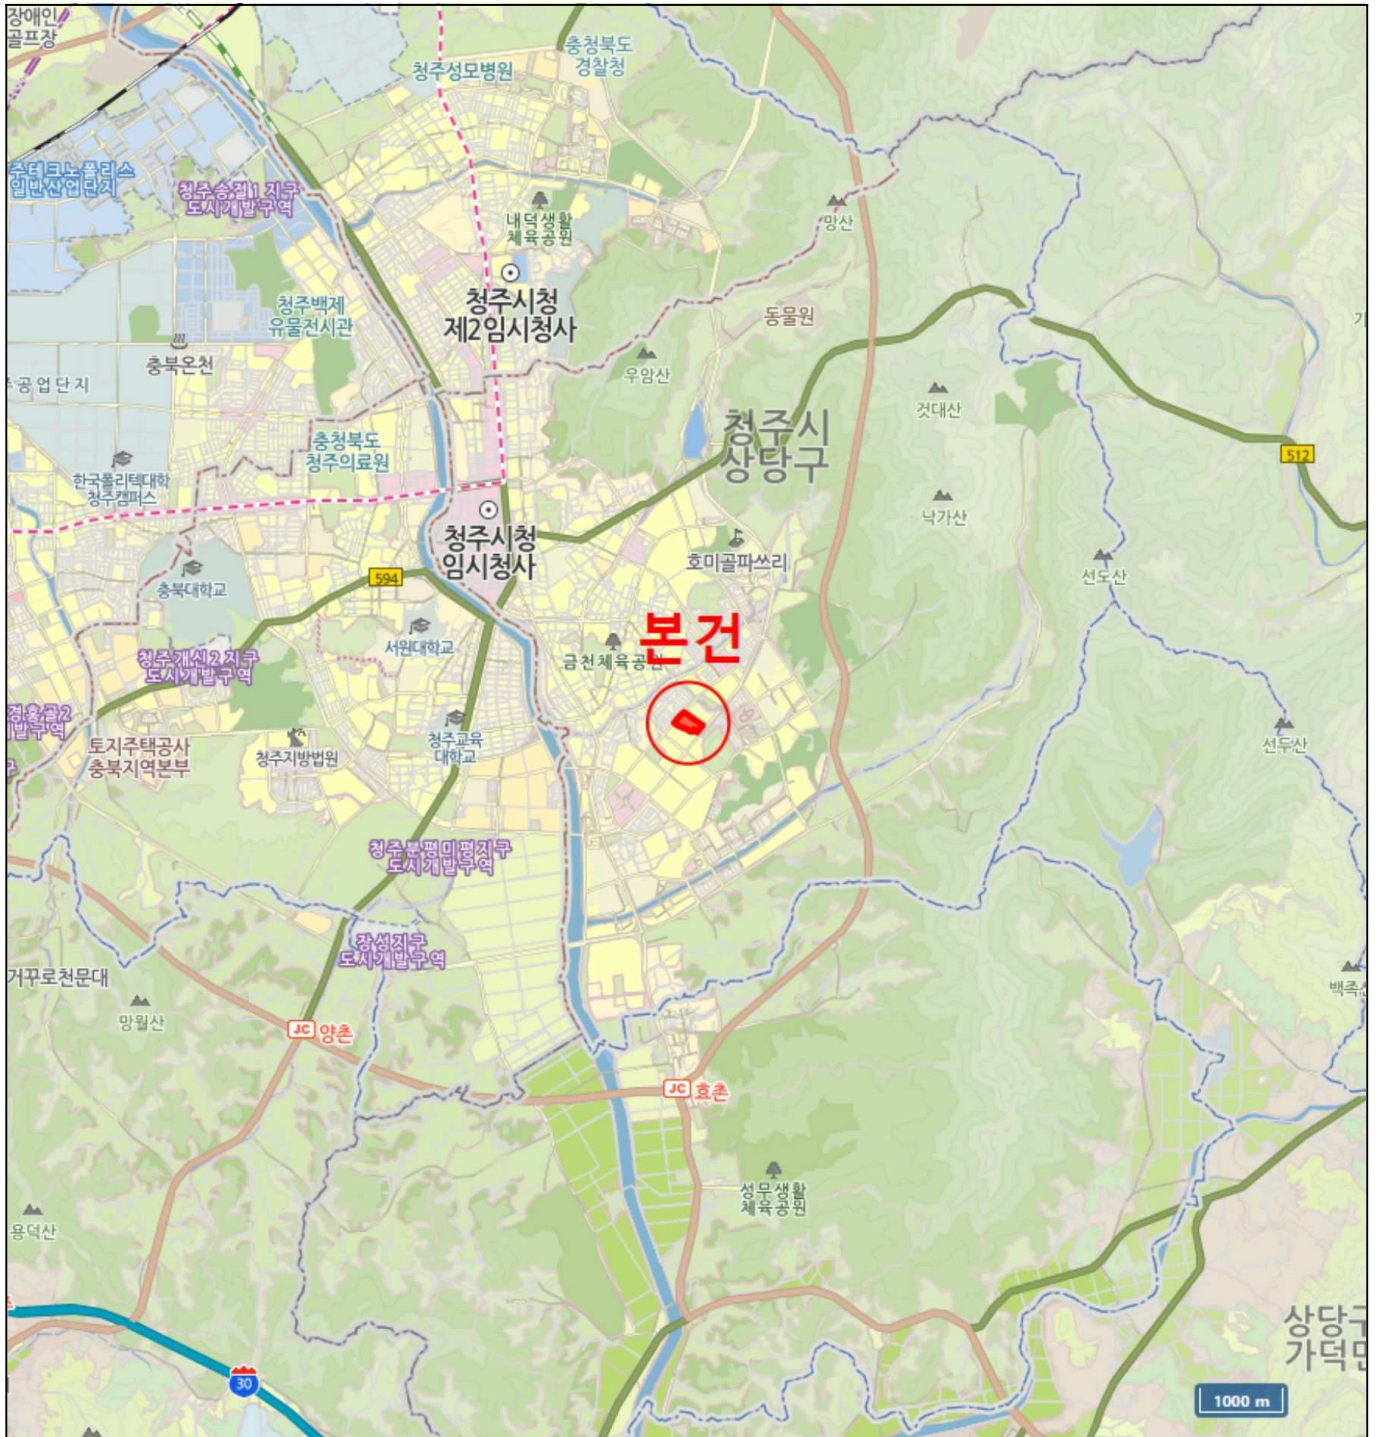 장애인
골프장
충청북도
경찰청
청주성모병원
주테크노폴리스
일반산업단지
청주송절1지구
도시개발구역
내덕생활
체육공원
망산
청주시청
제2임시청사
청주백제
유물전시관
동물원
충북온천
우암산
공업단지
것대산
청주시
상당구
충청북도
청주의료원
512
한국폴리텍대학
청주캠퍼스
낙가산
청주시청
임시청사
호미골파쓰리
선도산
594
충북대학교
서원대학교
본건
금천체육공원
청주개신2지구
도시개발구역
경흥골2
개발구역
청주교육
대학교
토지주택공사
충북지역본부
청주지방법원
선두산
청주분평미평지구
도시개발구역
장성지구
도시개발구역
거꾸로천문대
백족산
망월산
JC 양촌
JC 효촌
성무생활
체육공원
용덕산
상당구
가덕면
30
1000 m